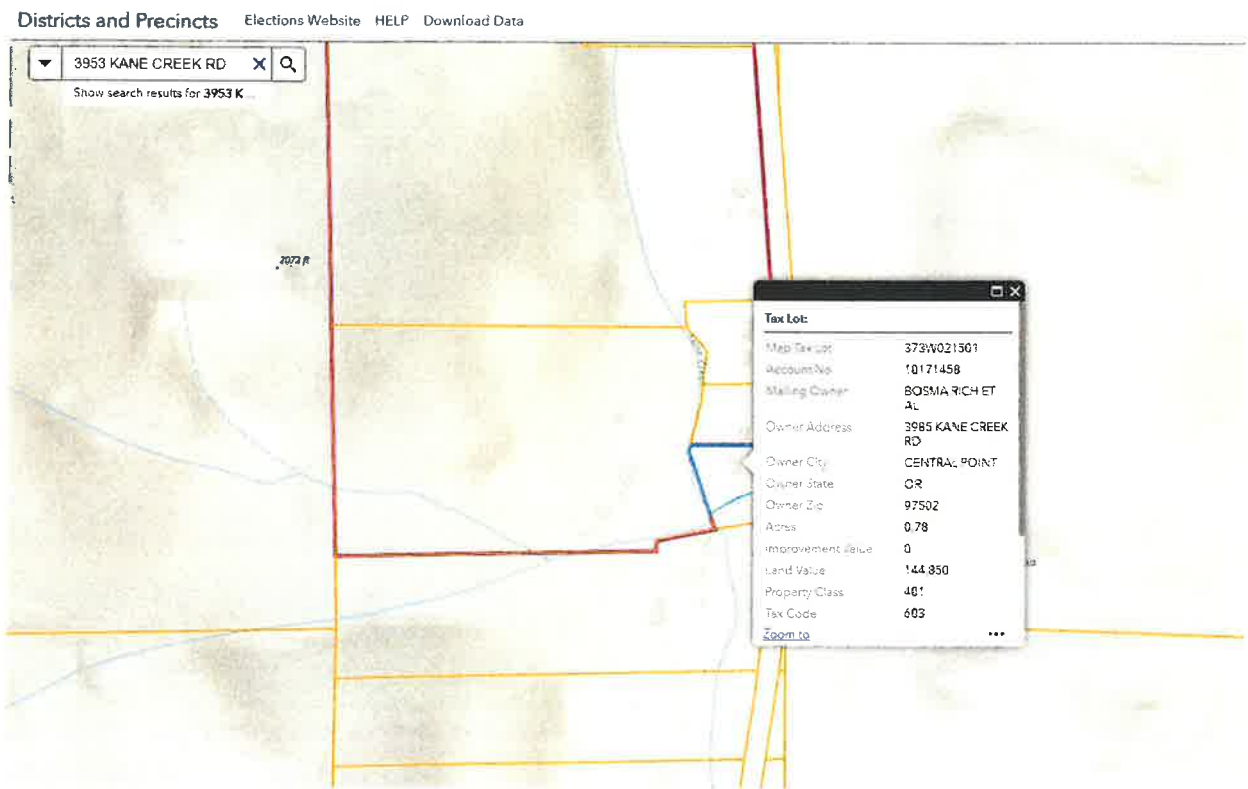 Districts and Precincts Elections Website HELP Download Data
3953 KANE CREEK RD
Show search results for 3953 K...
2073 ft
Tax Lot:
Map Tax Lot 373W021501
Account No 10171458
Mailing Owner BOSMA RICH ET
AL
Owner Address 3985 KANE CREEK
RD
Owner City CENTRAL POINT
Owner State OR
Owner Zip 97502
Acres 0.78
Improvement Value 0
Land Value 144,850
Property Class 401
Tax Code 603
Zoom to